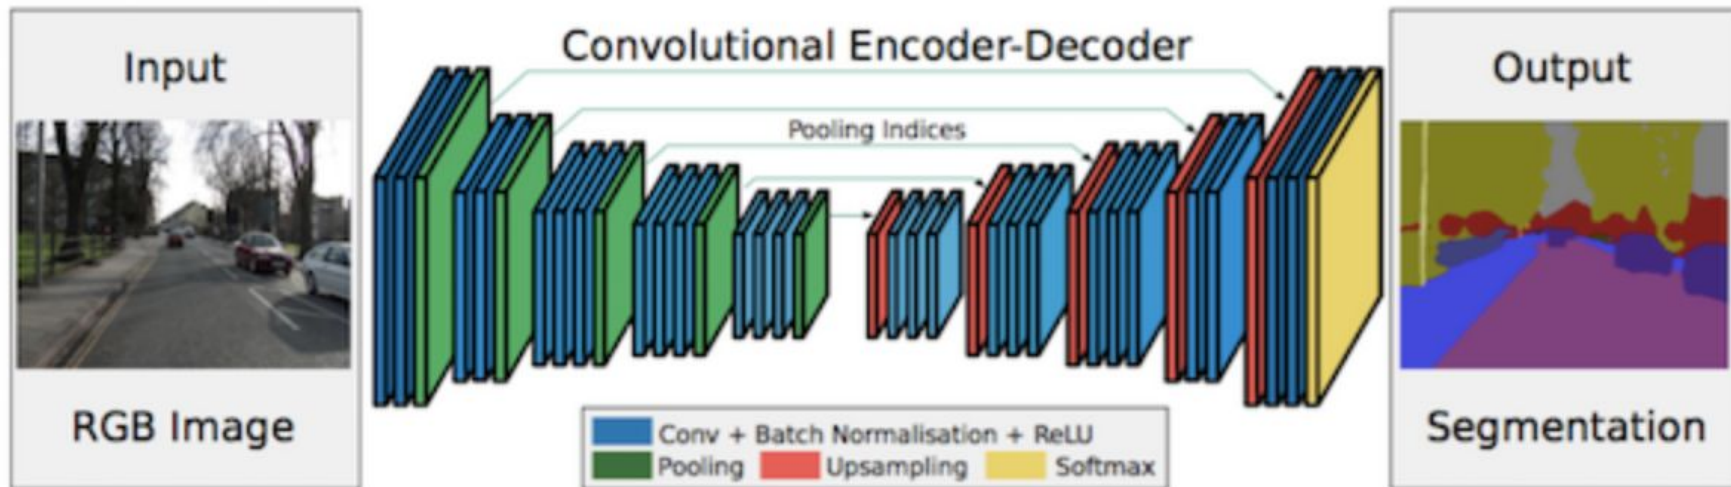 Input
RGB Image
Convolutional Encoder-Decoder
Pooling Indices
Conv + Batch Normalisation + ReLU
Pooling Upsampling Softmax
Output
Segmentation